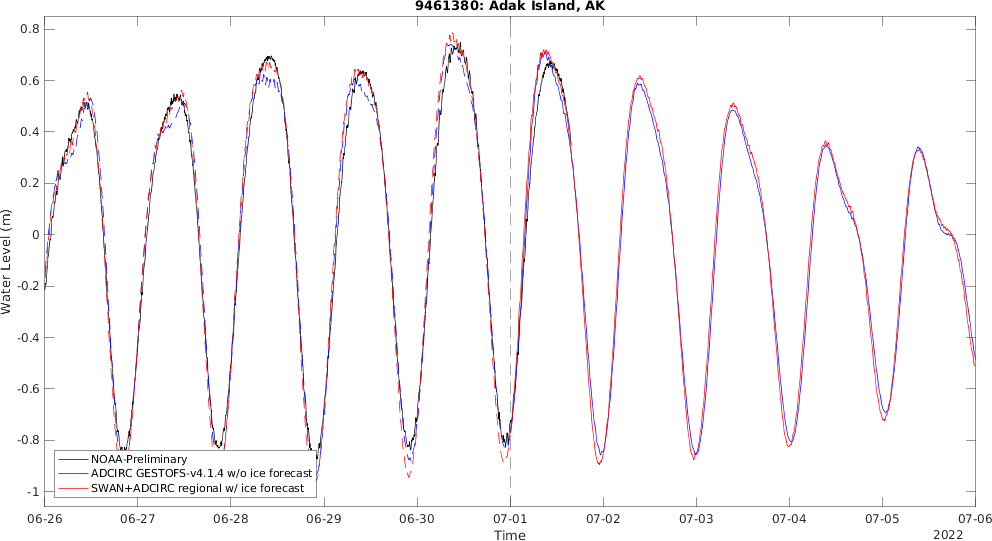 9461380: Adak Island, AK
0.8
0.6
0.4
0.2
0
-0.2
-0.4
-0.6
-0.8
-1
Water Level (m)
NOAA-Preliminary
ADCIRC GESTOFS-v4.1.4 w/o ice forecast
SWAN+ADCIRC regional w/ ice forecast
06-26 06-27 06-28 06-29 06-30 07-01 07-02 07-03 07-04 07-05 07-06
Time
2022